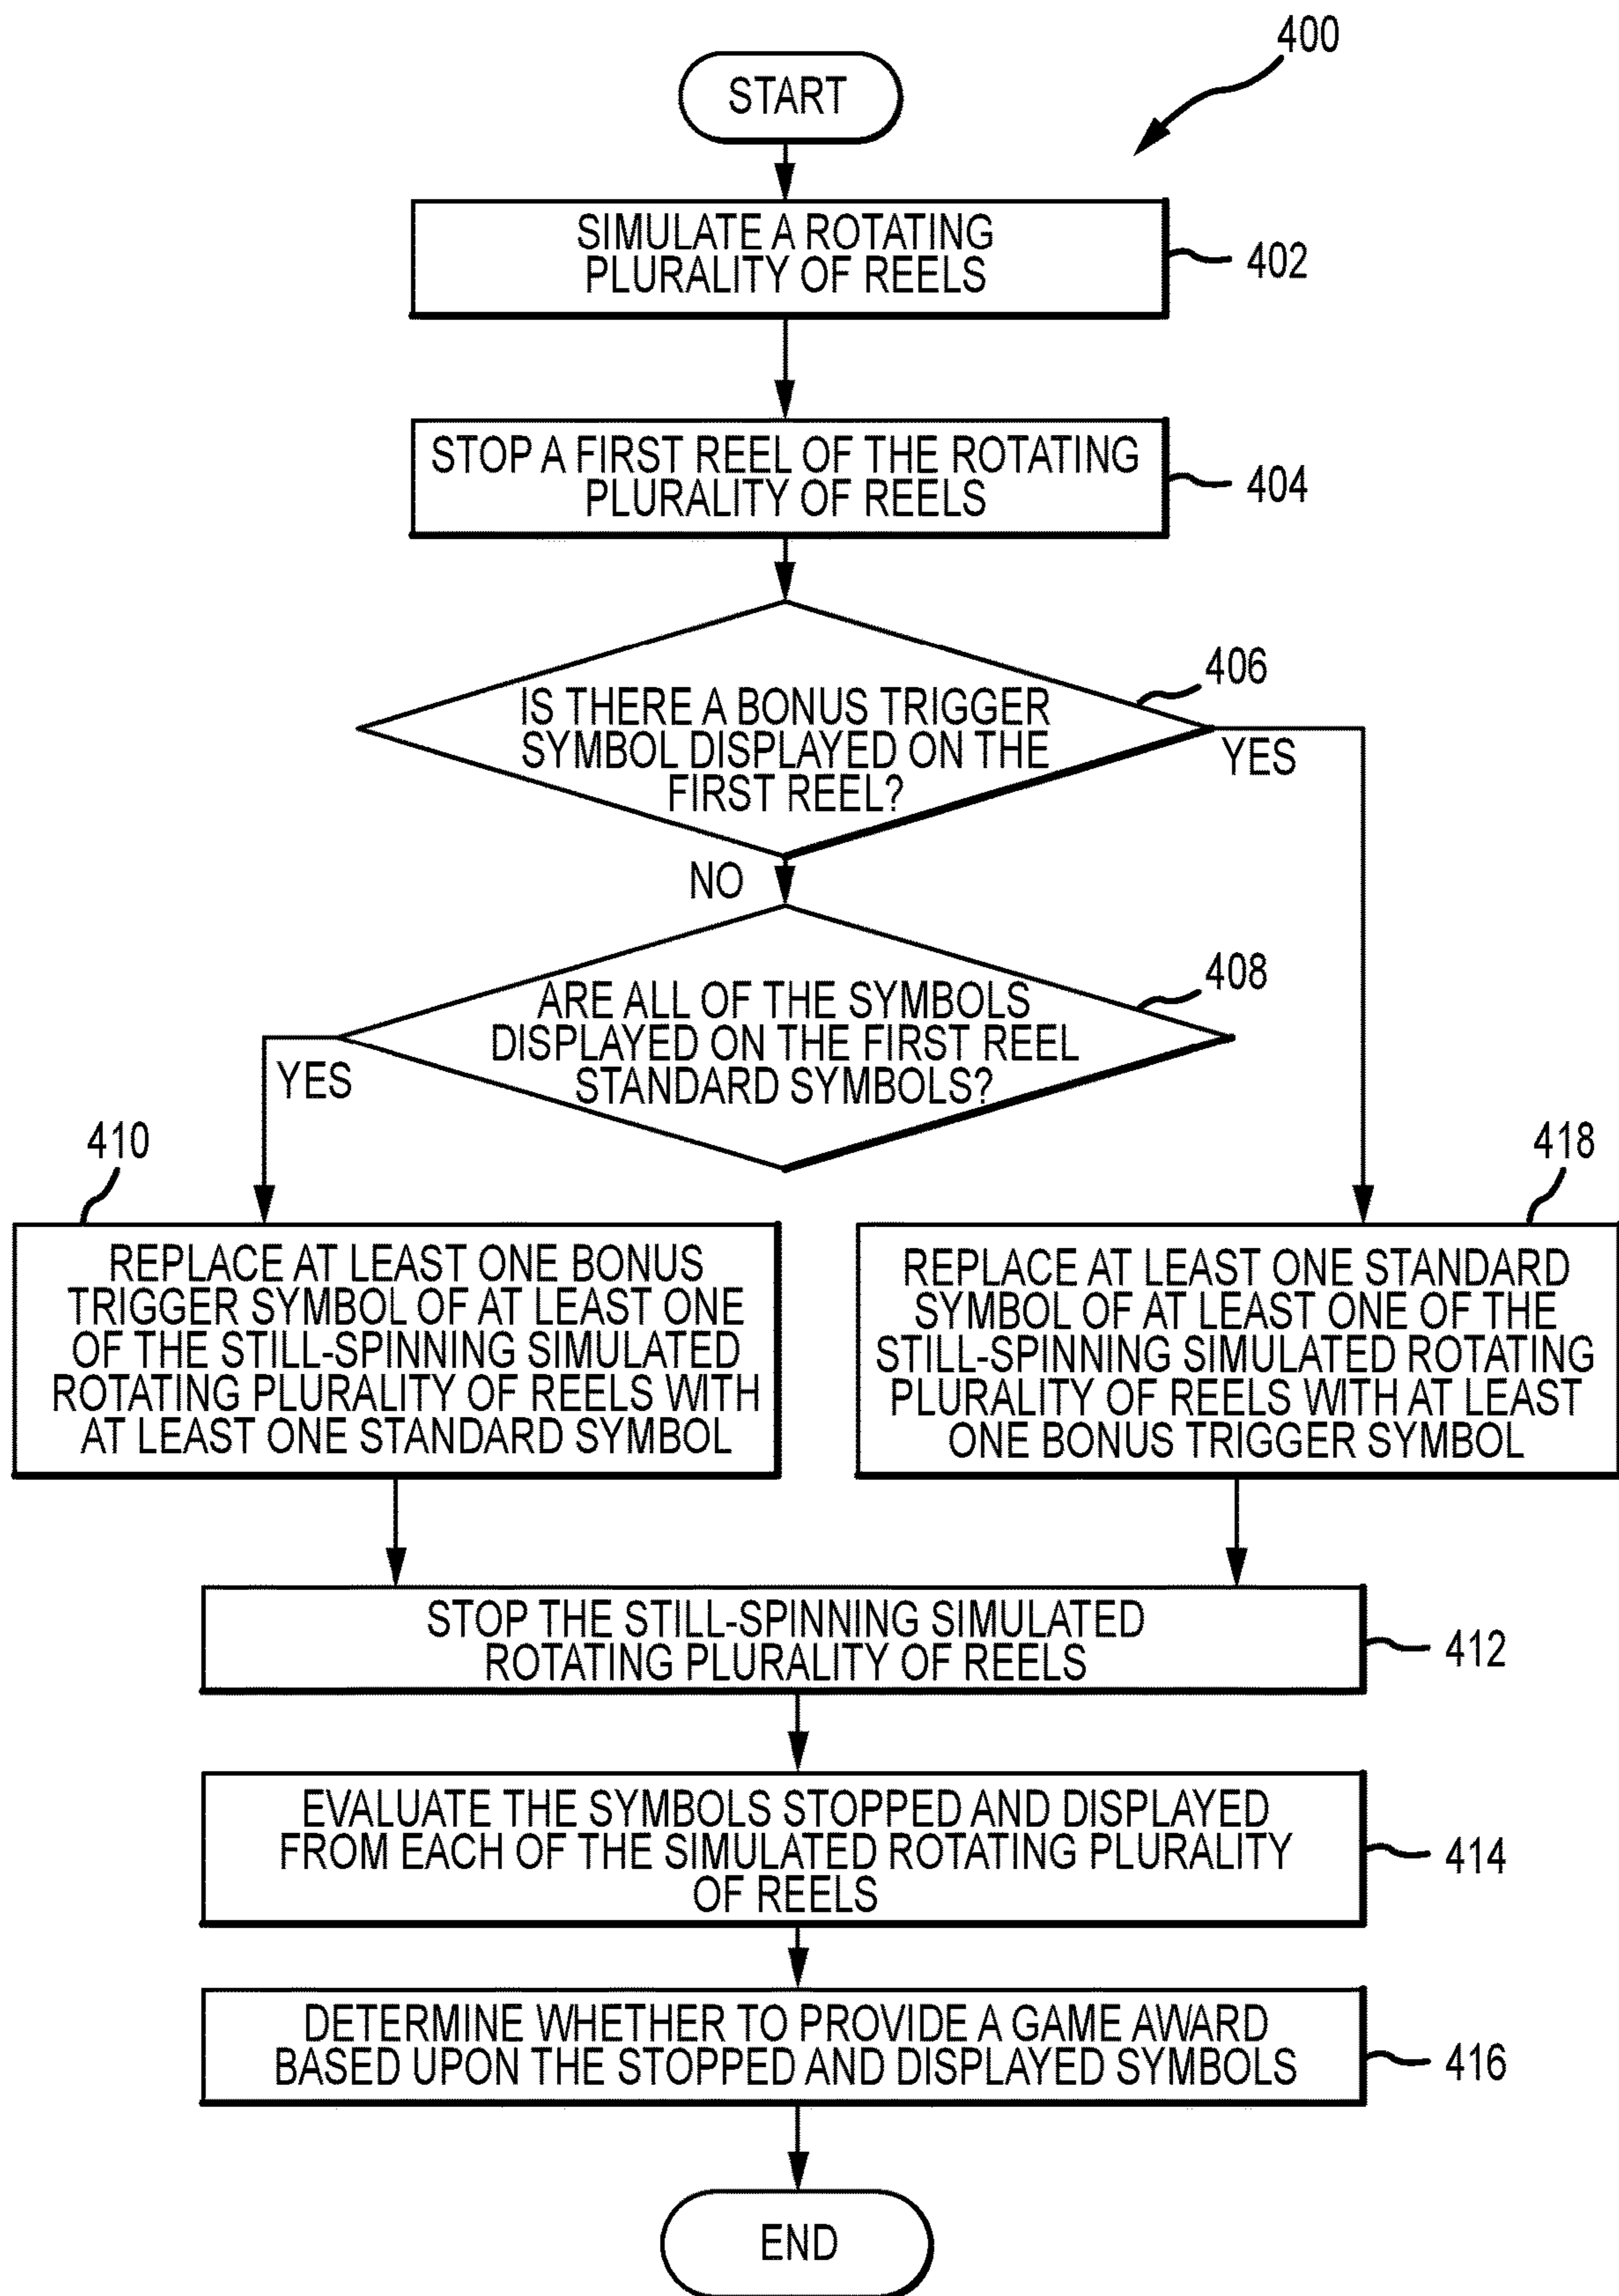 400
START
SIMULATE A ROTATING
PLURALITY OF REELS
402
STOP A FIRST REEL OF THE ROTATING
PLURALITY OF REELS
404
406
IS THERE A BONUS TRIGGER
SYMBOL DISPLAYED ON THE
FIRST REEL?
YES
NO
408
ARE ALL OF THE SYMBOLS
DISPLAYED ON THE FIRST REEL
STANDARD SYMBOLS?
YES
410
REPLACE AT LEAST ONE BONUS
TRIGGER SYMBOL OF AT LEAST ONE
OF THE STILL-SPINNING SIMULATED
ROTATING PLURALITY OF REELS WITH
AT LEAST ONE STANDARD SYMBOL
418
REPLACE AT LEAST ONE STANDARD
SYMBOL OF AT LEAST ONE OF THE
STILL-SPINNING SIMULATED ROTATING
PLURALITY OF REELS WITH AT LEAST
ONE BONUS TRIGGER SYMBOL
STOP THE STILL-SPINNING SIMULATED
ROTATING PLURALITY OF REELS
412
EVALUATE THE SYMBOLS STOPPED AND DISPLAYED
FROM EACH OF THE SIMULATED ROTATING PLURALITY
OF REELS
414
DETERMINE WHETHER TO PROVIDE A GAME AWARD
BASED UPON THE STOPPED AND DISPLAYED SYMBOLS
416
END